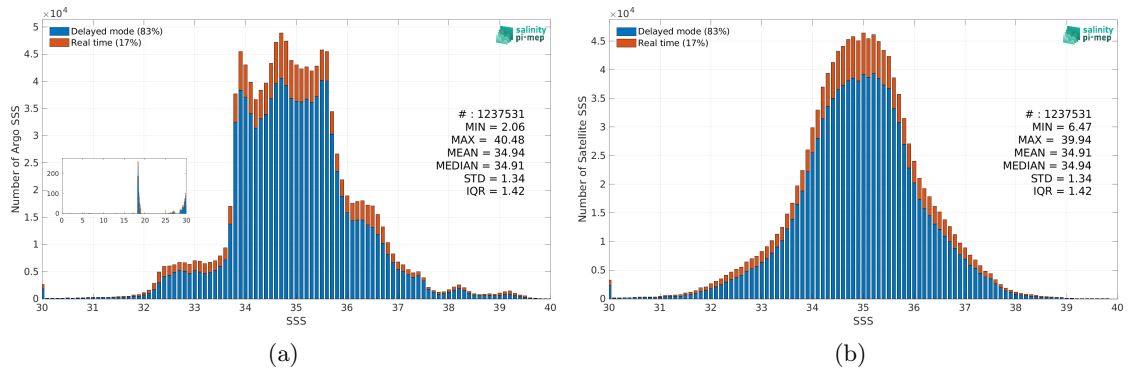 ×10⁴
Delayed mode (83%)
Real time (17%)
salinity
pi-mep
Number of Argo SSS
5
4.5
4
3.5
3
2.5
2
1.5
1
0.5
0
# : 1237531
MIN = 2.06
MAX = 40.48
MEAN = 34.94
MEDIAN = 34.91
STD = 1.34
IQR = 1.42
200
100
0
0 5 10 15 20 25 30
30 31 32 33 34 35 36 37 38 39 40
SSS
(a)
×10⁴
Delayed mode (83%)
Real time (17%)
salinity
pi-mep
Number of Satellite SSS
4.5
4
3.5
3
2.5
2
1.5
1
0.5
0
# : 1237531
MIN = 6.47
MAX = 39.94
MEAN = 34.91
MEDIAN = 34.94
STD = 1.34
IQR = 1.42
30 31 32 33 34 35 36 37 38 39 40
SSS
(b)